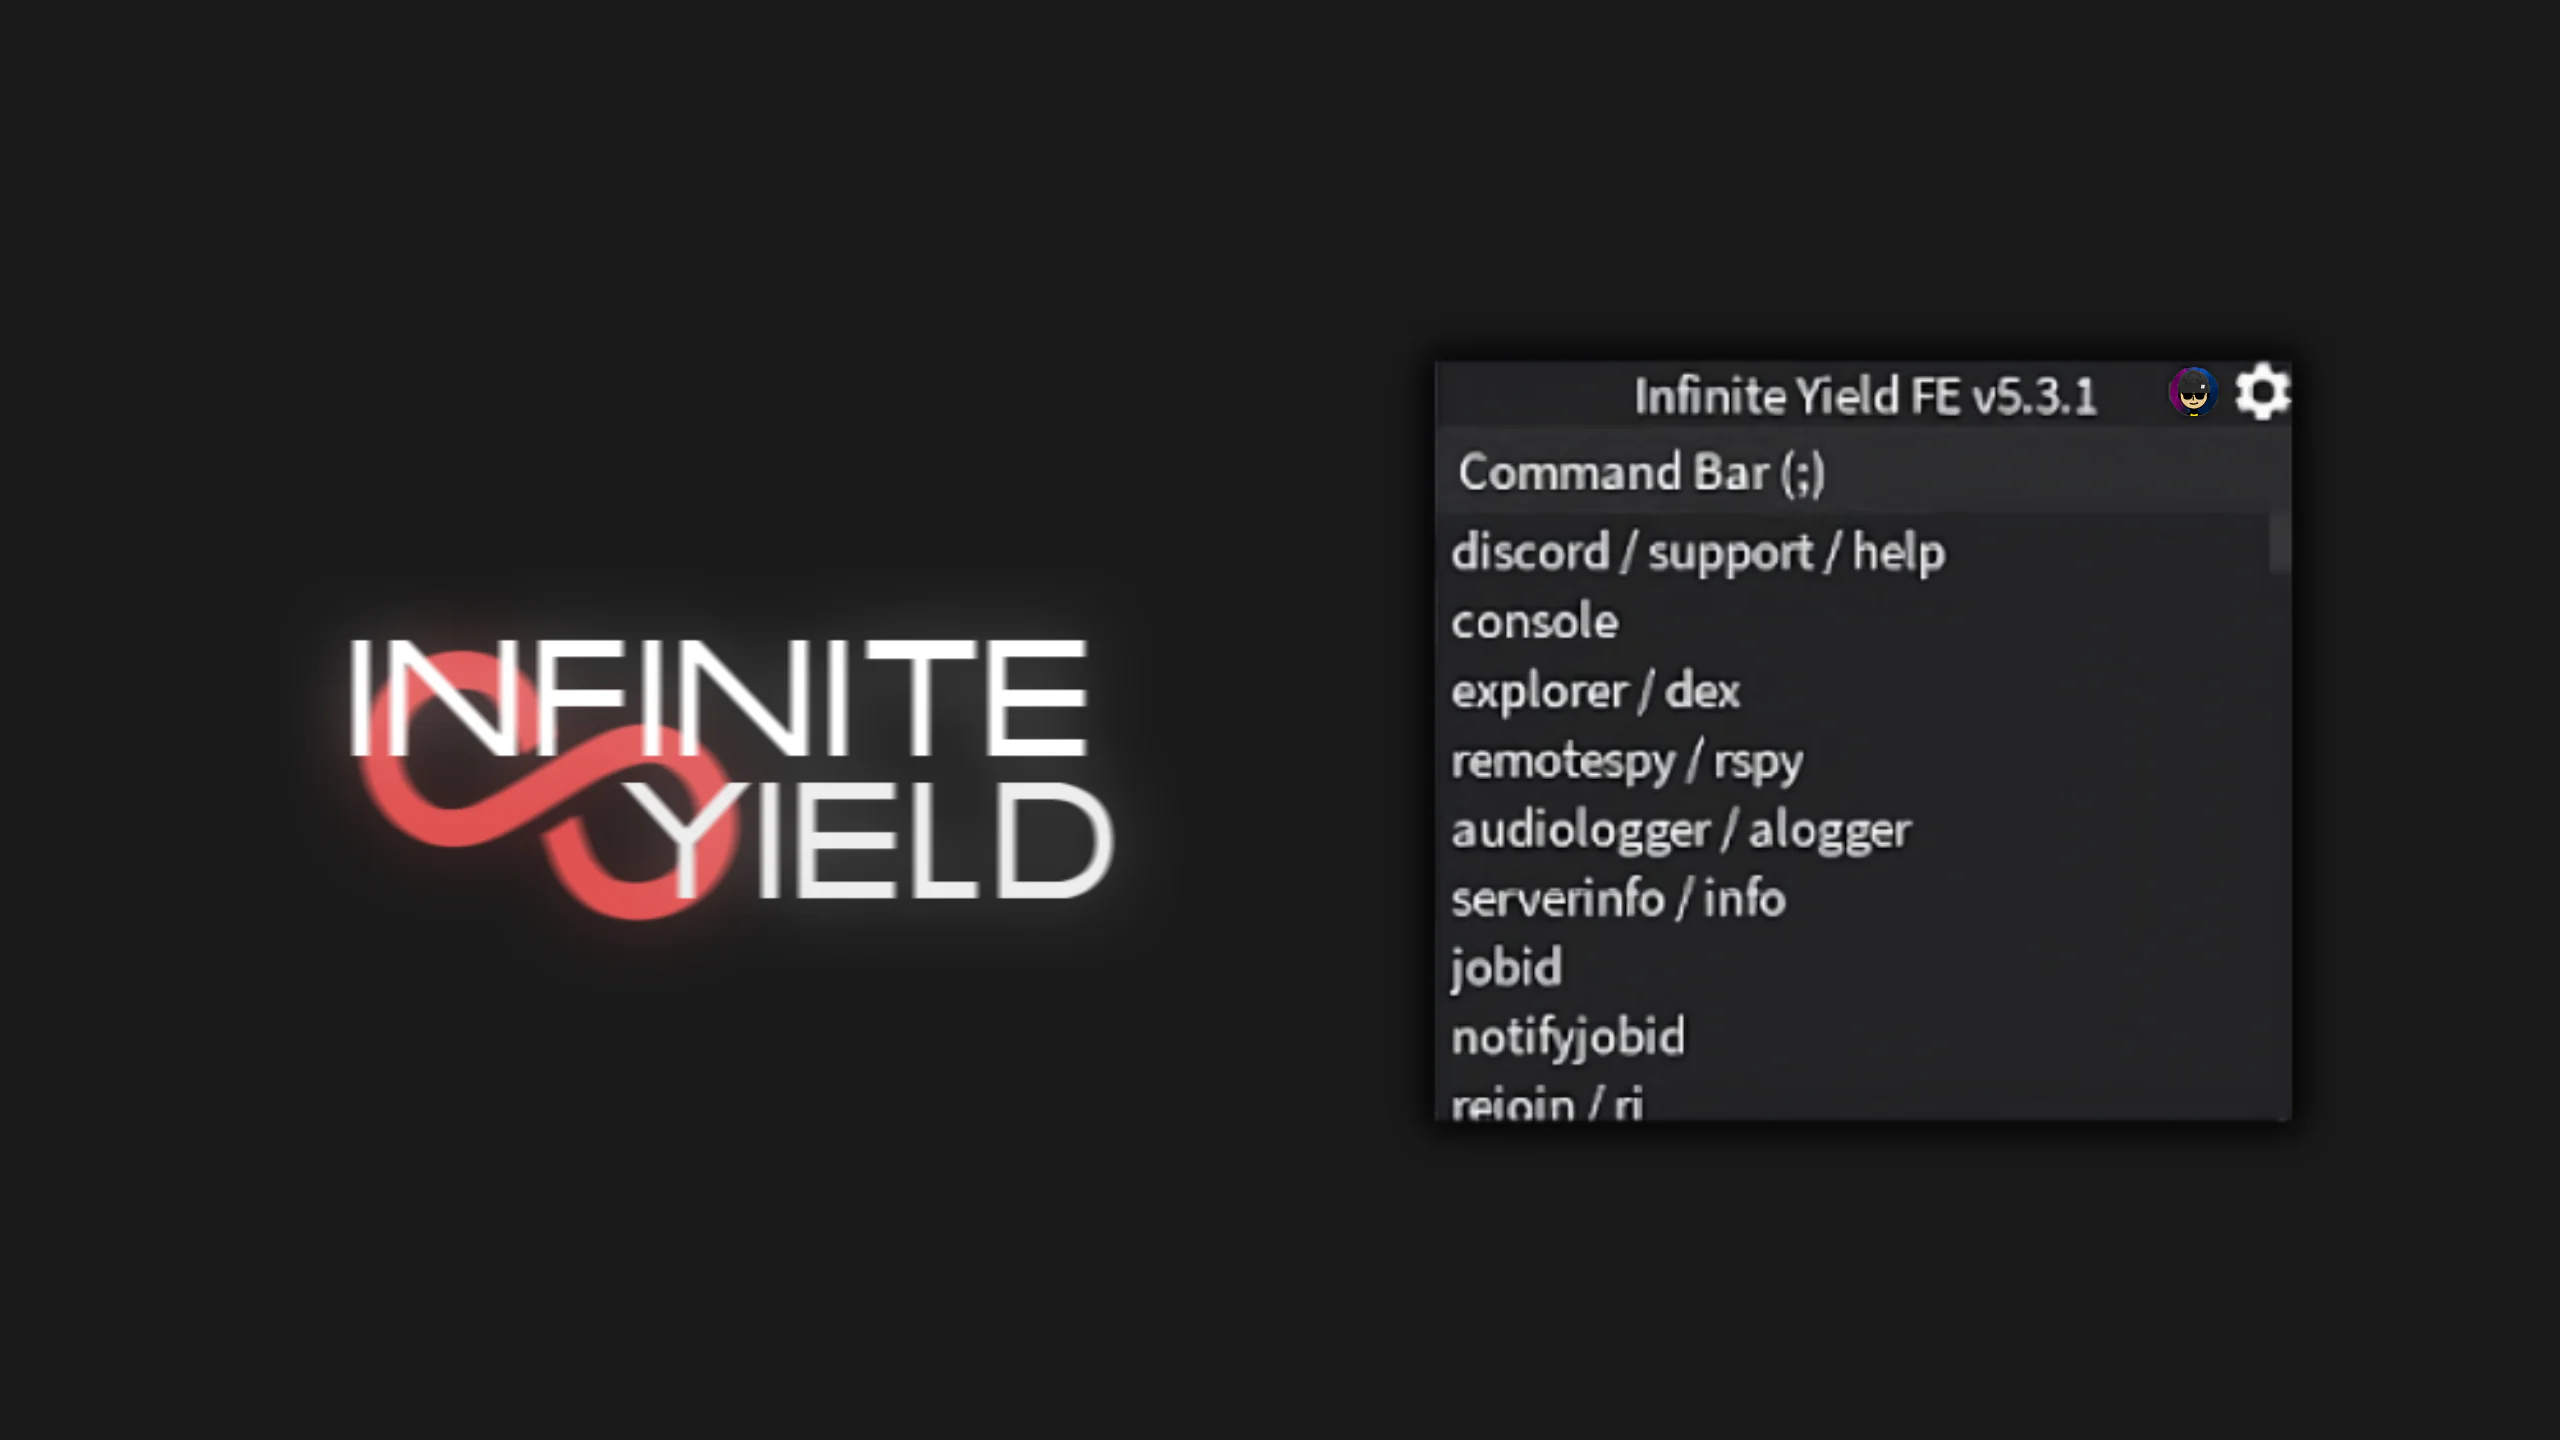 INFINITE
YIELD
Infinite Yield FE v5.3.1
Command Bar (;)
discord / support / help
console
explorer / dex
remotespy / rspy
audiologger / alogger
serverinfo / info
jobid
notifyjobid
rejoin / rj